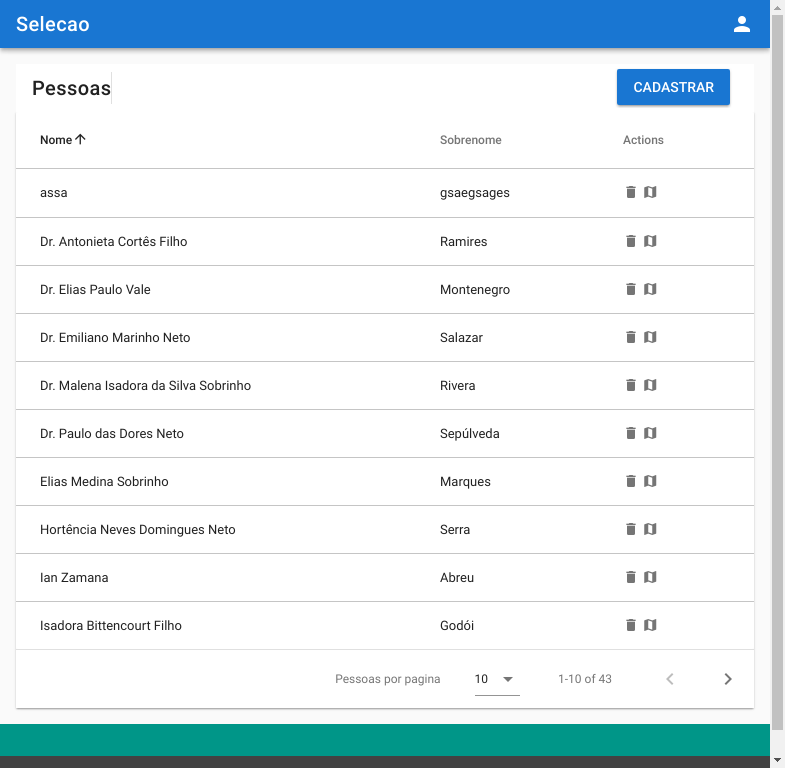 Selecao
Pessoas CADASTRAR
Nome Sobrenome Actions
assa gsaegsages
Dr. Antonieta Cortês Filho Ramires
Dr. Elias Paulo Vale Montenegro
Dr. Emiliano Marinho Neto Salazar
Dr. Malena Isadora da Silva Sobrinho Rivera
Dr. Paulo das Dores Neto Sepúlveda
Elias Medina Sobrinho Marques
Hortência Neves Domingues Neto Serra
Ian Zamana Abreu
Isadora Bittencourt Filho Godói
Pessoas por pagina 10 1-10 of 43